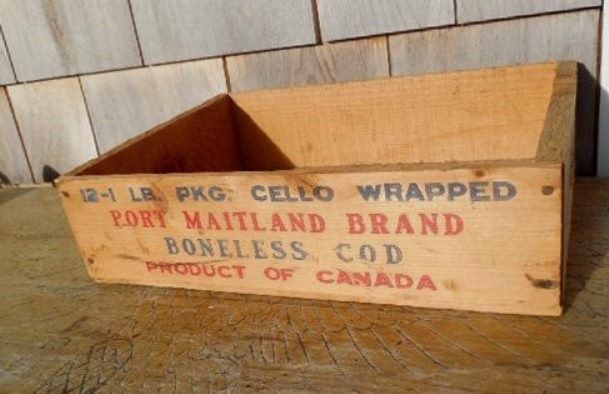 12-1 LB. PKG. CELLO WRAPPED
PORT MAITLAND BRAND
BONELESS COD
PRODUCT OF CANADA